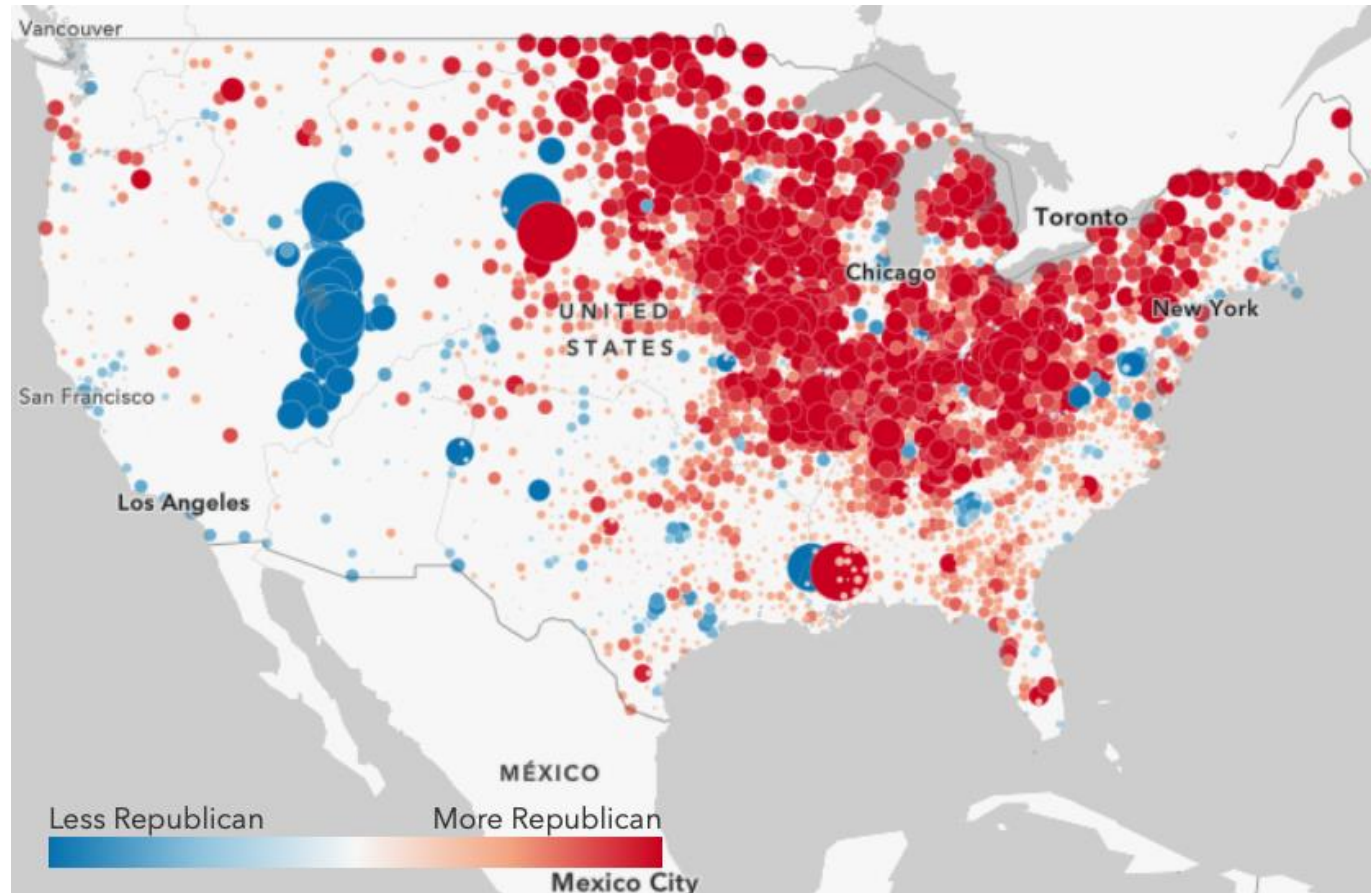 Vancouver
Toronto
Chicago
New York
UNITED
STATES
San Francisco
Los Angeles
MÉXICO
Less Republican
More Republican
Mexico City